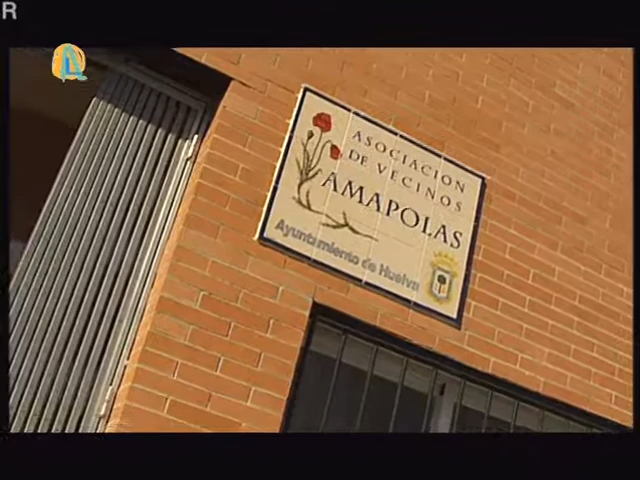 R
ASOCIACION
DE VECINOS
AMAPOLAS
Ayuntamiento de Huelva